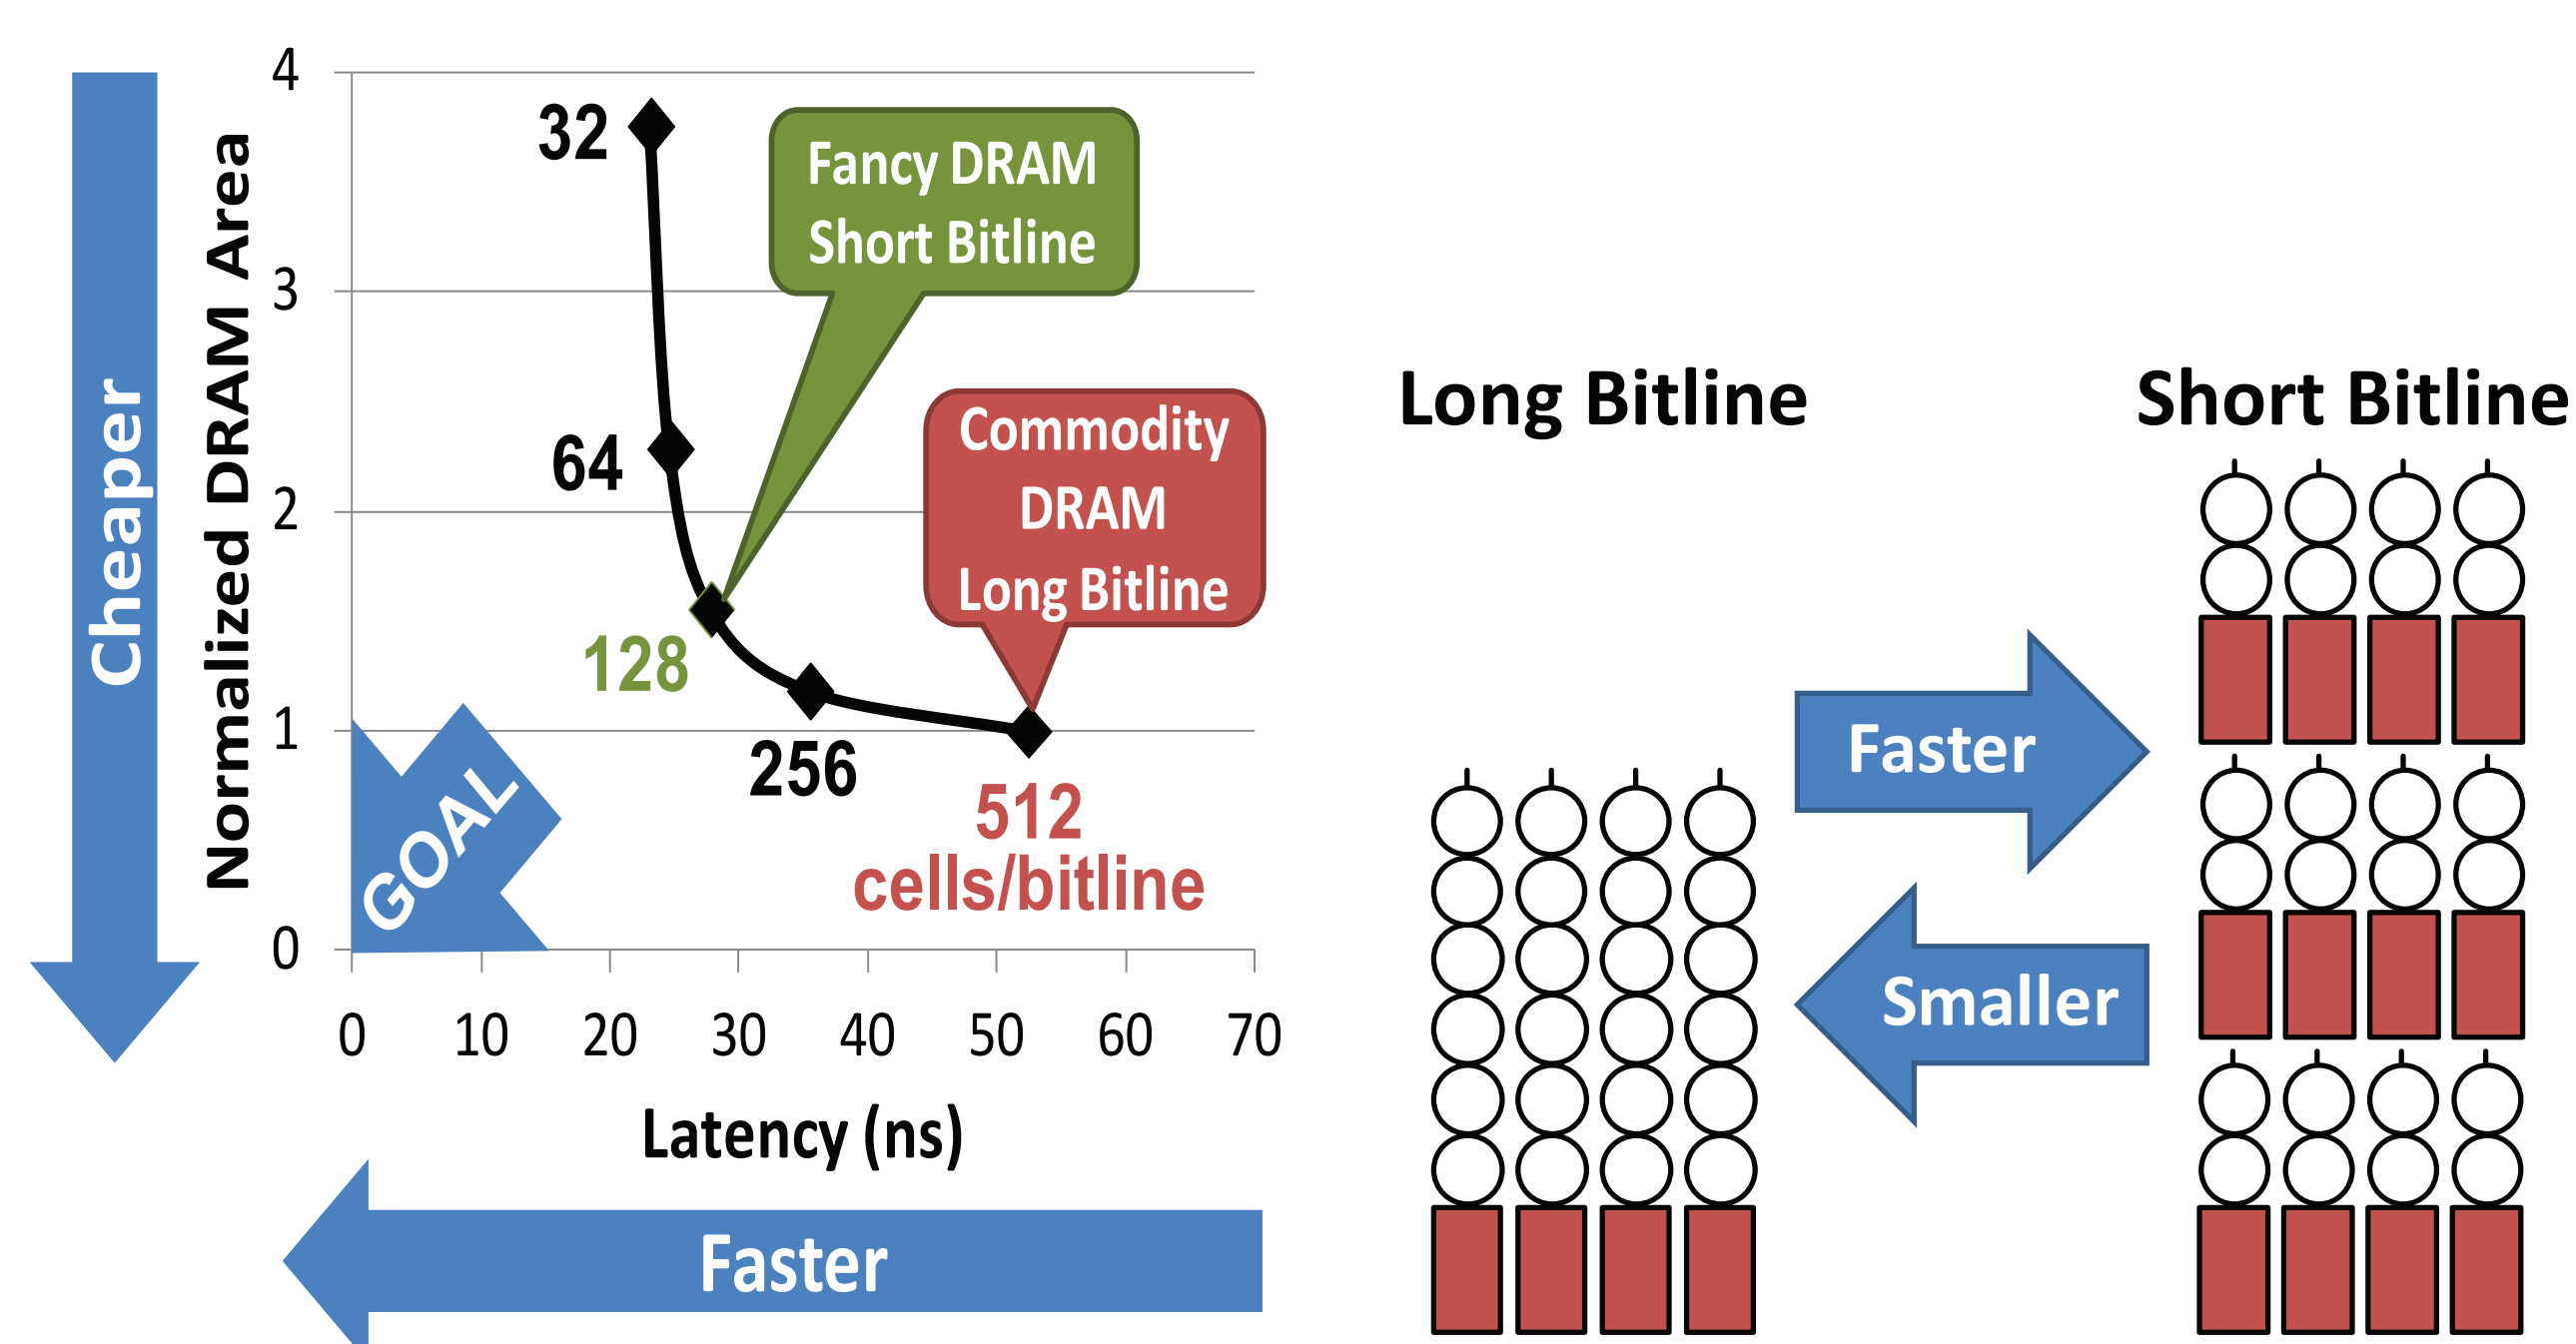 Cheaper
Normalized DRAM Area
4
3
2
1
0
32
64
128
256
512
cells/bitline
Fancy DRAM
Short Bitline
Commodity
DRAM
Long Bitline
GOAL
0 10 20 30 40 50 60 70
Latency (ns)
Faster
Long Bitline
Short Bitline
Faster
Smaller